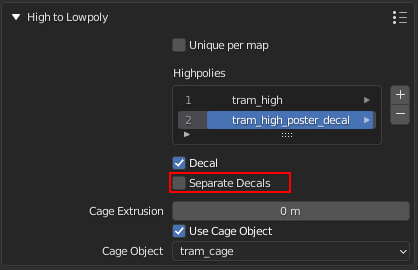 High to Lowpoly
Unique per map
Highpolies
1 tram_high
2 tram_high_poster_decal
Decal
Separate Decals
Cage Extrusion 0 m
Use Cage Object
Cage Object tram_cage